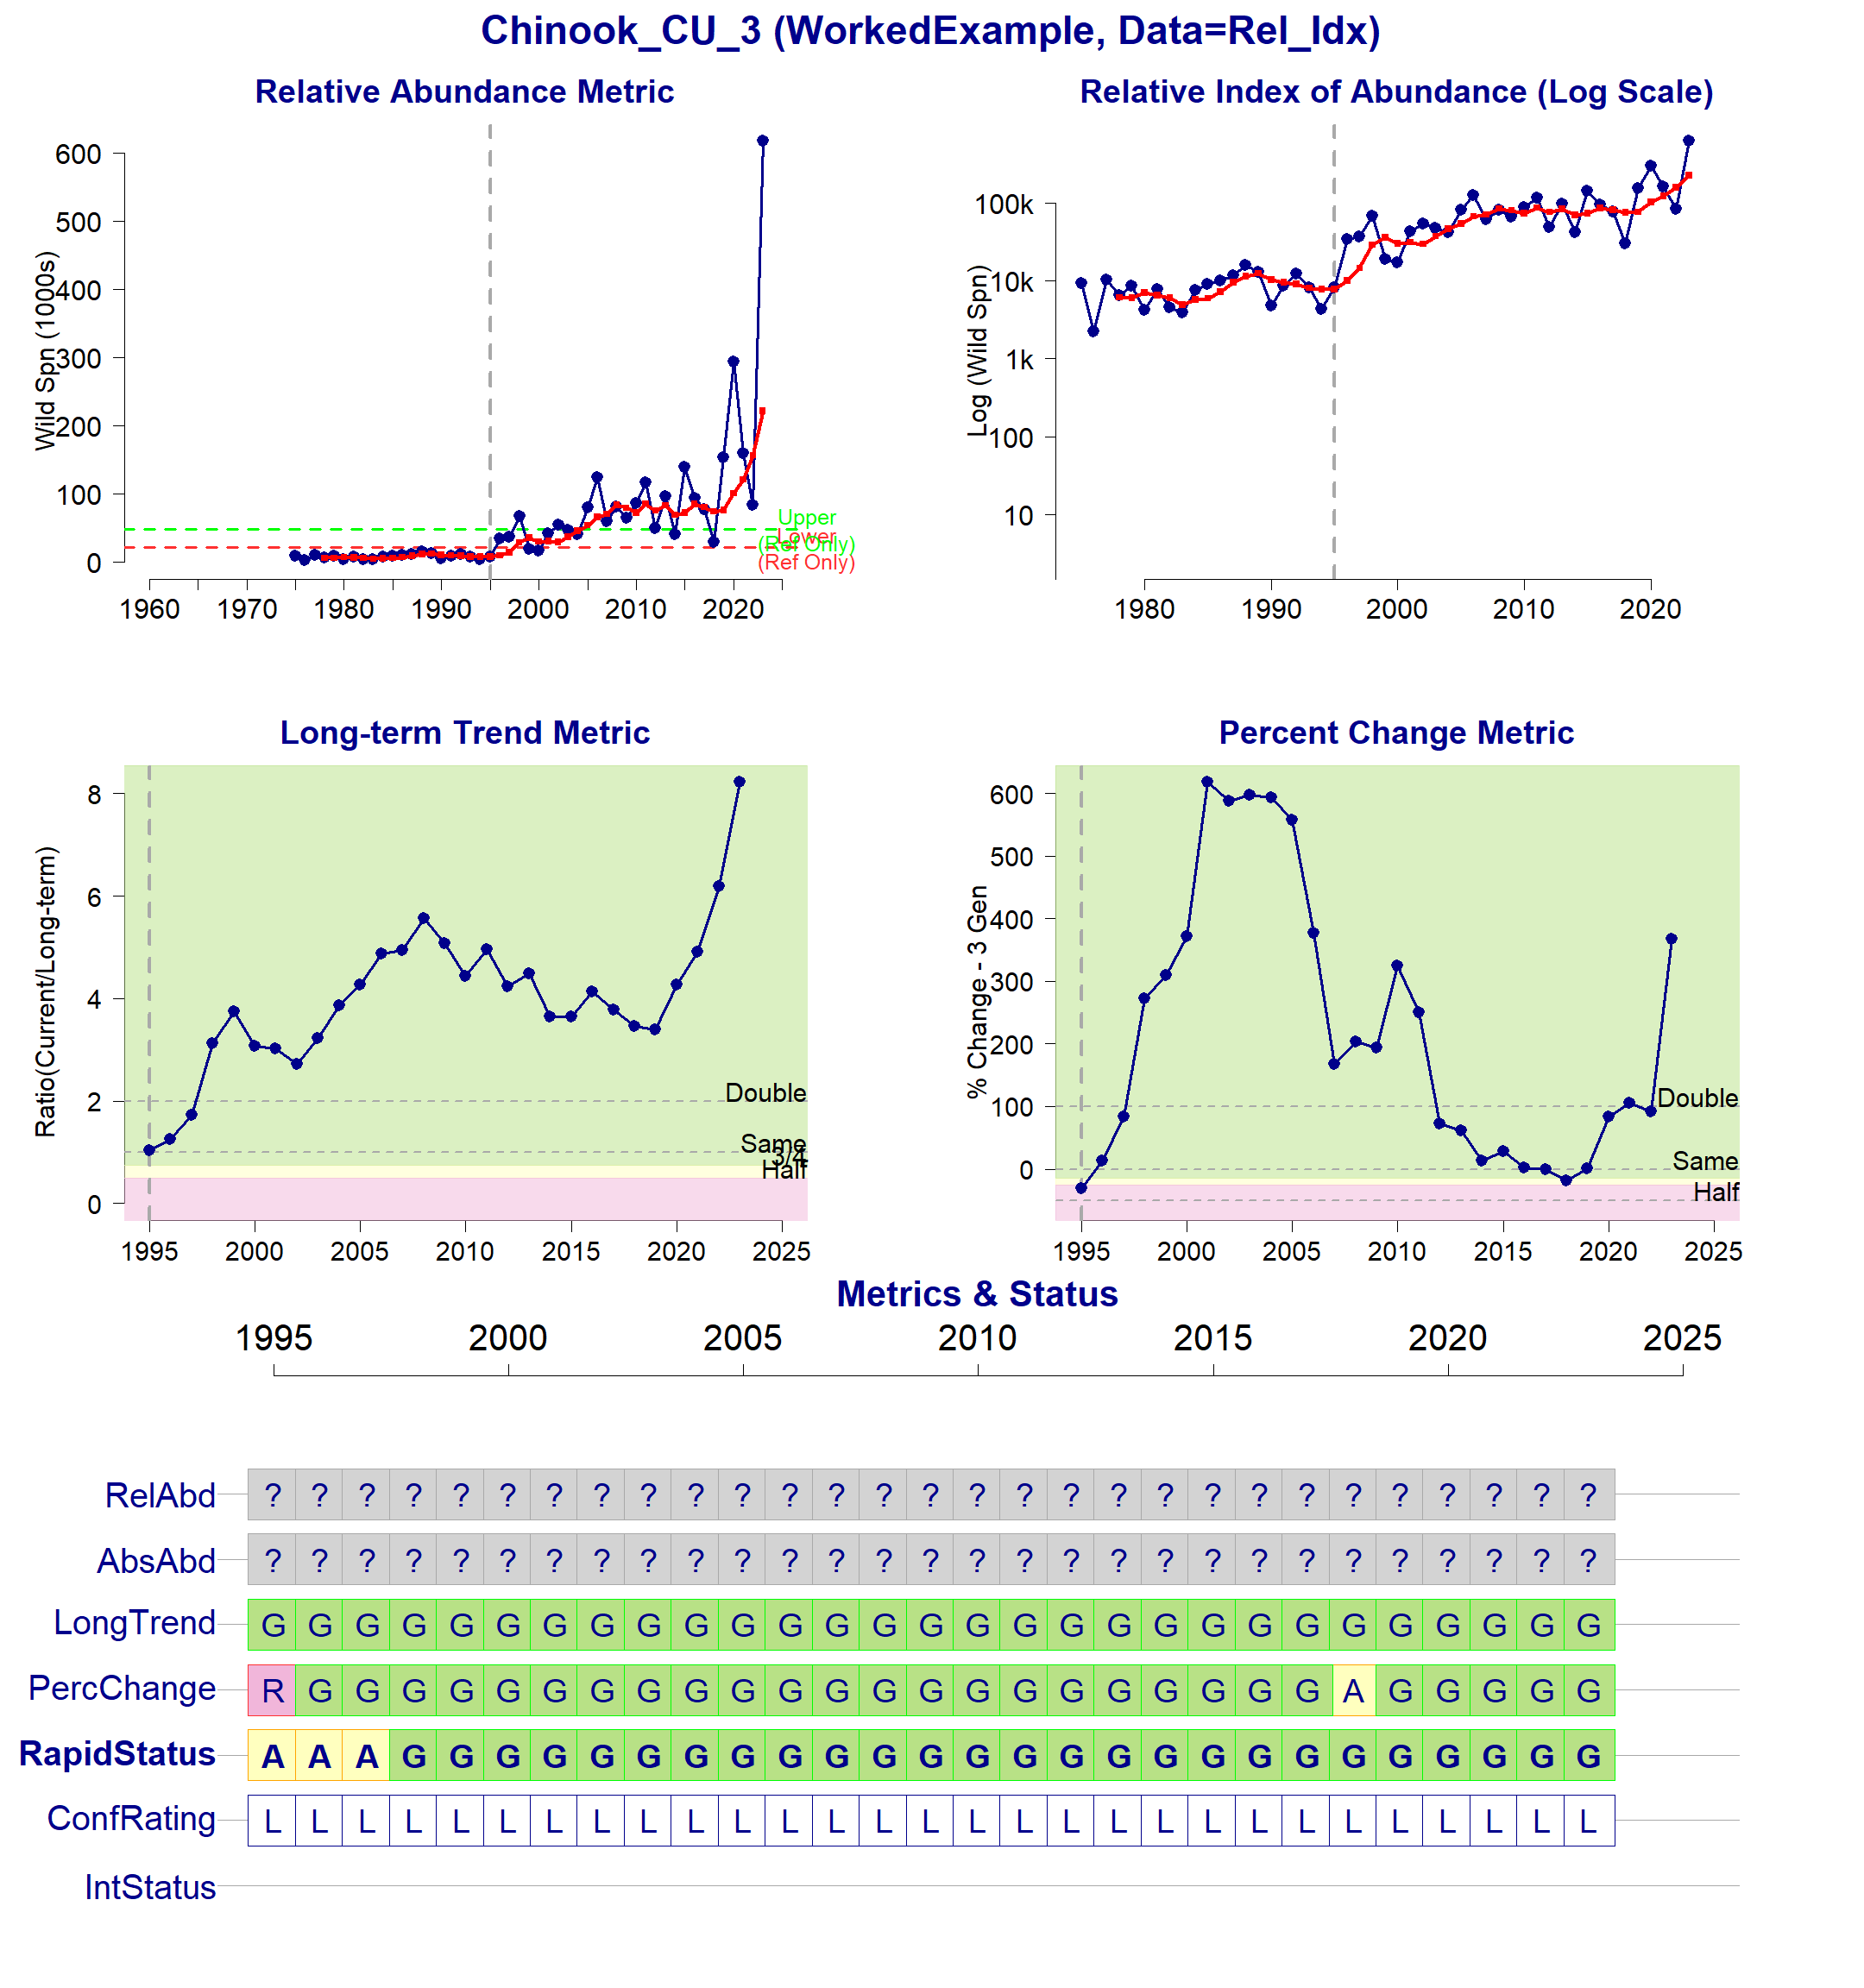 Chinook_CU_3 (WorkedExample, Data=Rel_Idx)
Relative Abundance Metric
Wild Spn (1000s)
600
500
400
300
200
100
0
Upper
(Ref Only)
Lower
(Ref Only)
1960 1970 1980 1990 2000 2010 2020
Relative Index of Abundance (Log Scale)
Log (Wild Spn)
100k
10k
1k
100
10
1980 1990 2000 2010 2020
Long-term Trend Metric
Ratio(Current/Long-term)
8
6
4
2
0
Double
Same
3/4
Half
1995 2000 2005 2010 2015 2020 2025
Percent Change Metric
% Change - 3 Gen
600
500
400
300
200
100
0
Double
Same
Half
1995 2000 2005 2010 2015 2020 2025
Metrics & Status
1995 2000 2005 2010 2015 2020 2025
RelAbd ? ? ? ? ? ? ? ? ? ? ? ? ? ? ? ? ? ? ? ? ? ? ? ? ? ? ? ? ?
AbsAbd ? ? ? ? ? ? ? ? ? ? ? ? ? ? ? ? ? ? ? ? ? ? ? ? ? ? ? ? ?
LongTrend G G G G G G G G G G G G G G G G G G G G G G G G G G G G G
PercChange R G G G G G G G G G G G G G G G G G G G G G G A G G G G G
RapidStatus A A A G G G G G G G G G G G G G G G G G G G G G G G G G G
ConfRating L L L L L L L L L L L L L L L L L L L L L L L L L L L L L
IntStatus